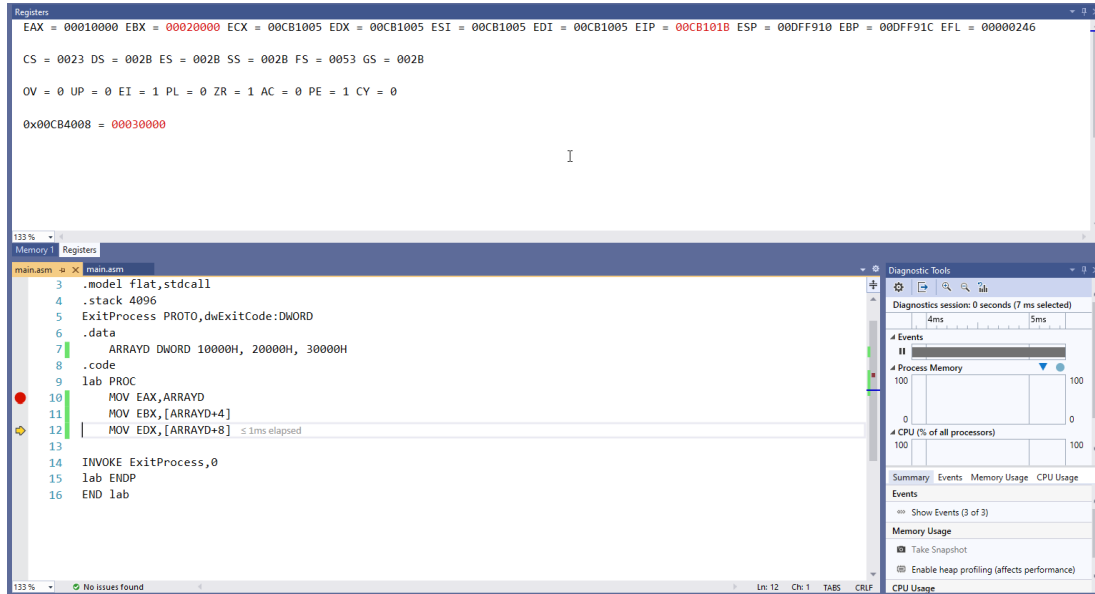 Registers
EAX = 00010000 EBX = 00020000 ECX = 00CB1005 EDX = 00CB1005 ESI = 00CB1005 EDI = 00CB1005 EIP = 00CB101B ESP = 00DFF910 EBP = 00DFF91C EFL = 00000246
CS = 0023 DS = 002B ES = 002B SS = 002B FS = 0053 GS = 002B
OV = 0 UP = 0 EI = 1 PL = 0 ZR = 1 AC = 0 PE = 1 CY = 0
0x00CB4008 = 00030000
133 %
Memory 1 Registers
main.asm main.asm
3 .model flat,stdcall
4 .stack 4096
5 ExitProcess PROTO,dwExitCode:DWORD
6 .data
7 ARRAYD DWORD 10000H, 20000H, 30000H
8 .code
9 lab PROC
10 MOV EAX,ARRAYD
11 MOV EBX,[ARRAYD+4]
12 MOV EDX,[ARRAYD+8] ≤ 1ms elapsed
13
14 INVOKE ExitProcess,0
15 lab ENDP
16 END lab
133 % No issues found Ln: 12 Ch: 1 TABS CRLF
Diagnostic Tools
Diagnostics session: 0 seconds (7 ms selected)
4ms 5ms
Events
Process Memory
100 100
0 0
CPU (% of all processors)
100 100
Summary Events Memory Usage CPU Usage
Events
Show Events (3 of 3)
Memory Usage
Take Snapshot
Enable heap profiling (affects performance)
CPU Usage